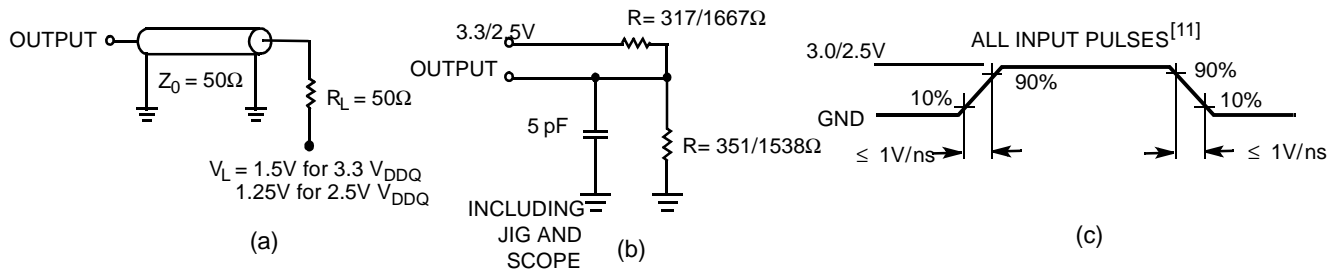 OUTPUT
Z0 = 50Ω
RL = 50Ω
VL = 1.5V for 3.3 VDDQ
1.25V for 2.5V VDDQ
(a)
R= 317/1667Ω
3.3/2.5V
OUTPUT
5 pF
R= 351/1538Ω
INCLUDING
JIG AND
SCOPE
(b)
ALL INPUT PULSES[11]
3.0/2.5V
90%
90%
10%
10%
GND
≤ 1V/ns
≤ 1V/ns
(c)